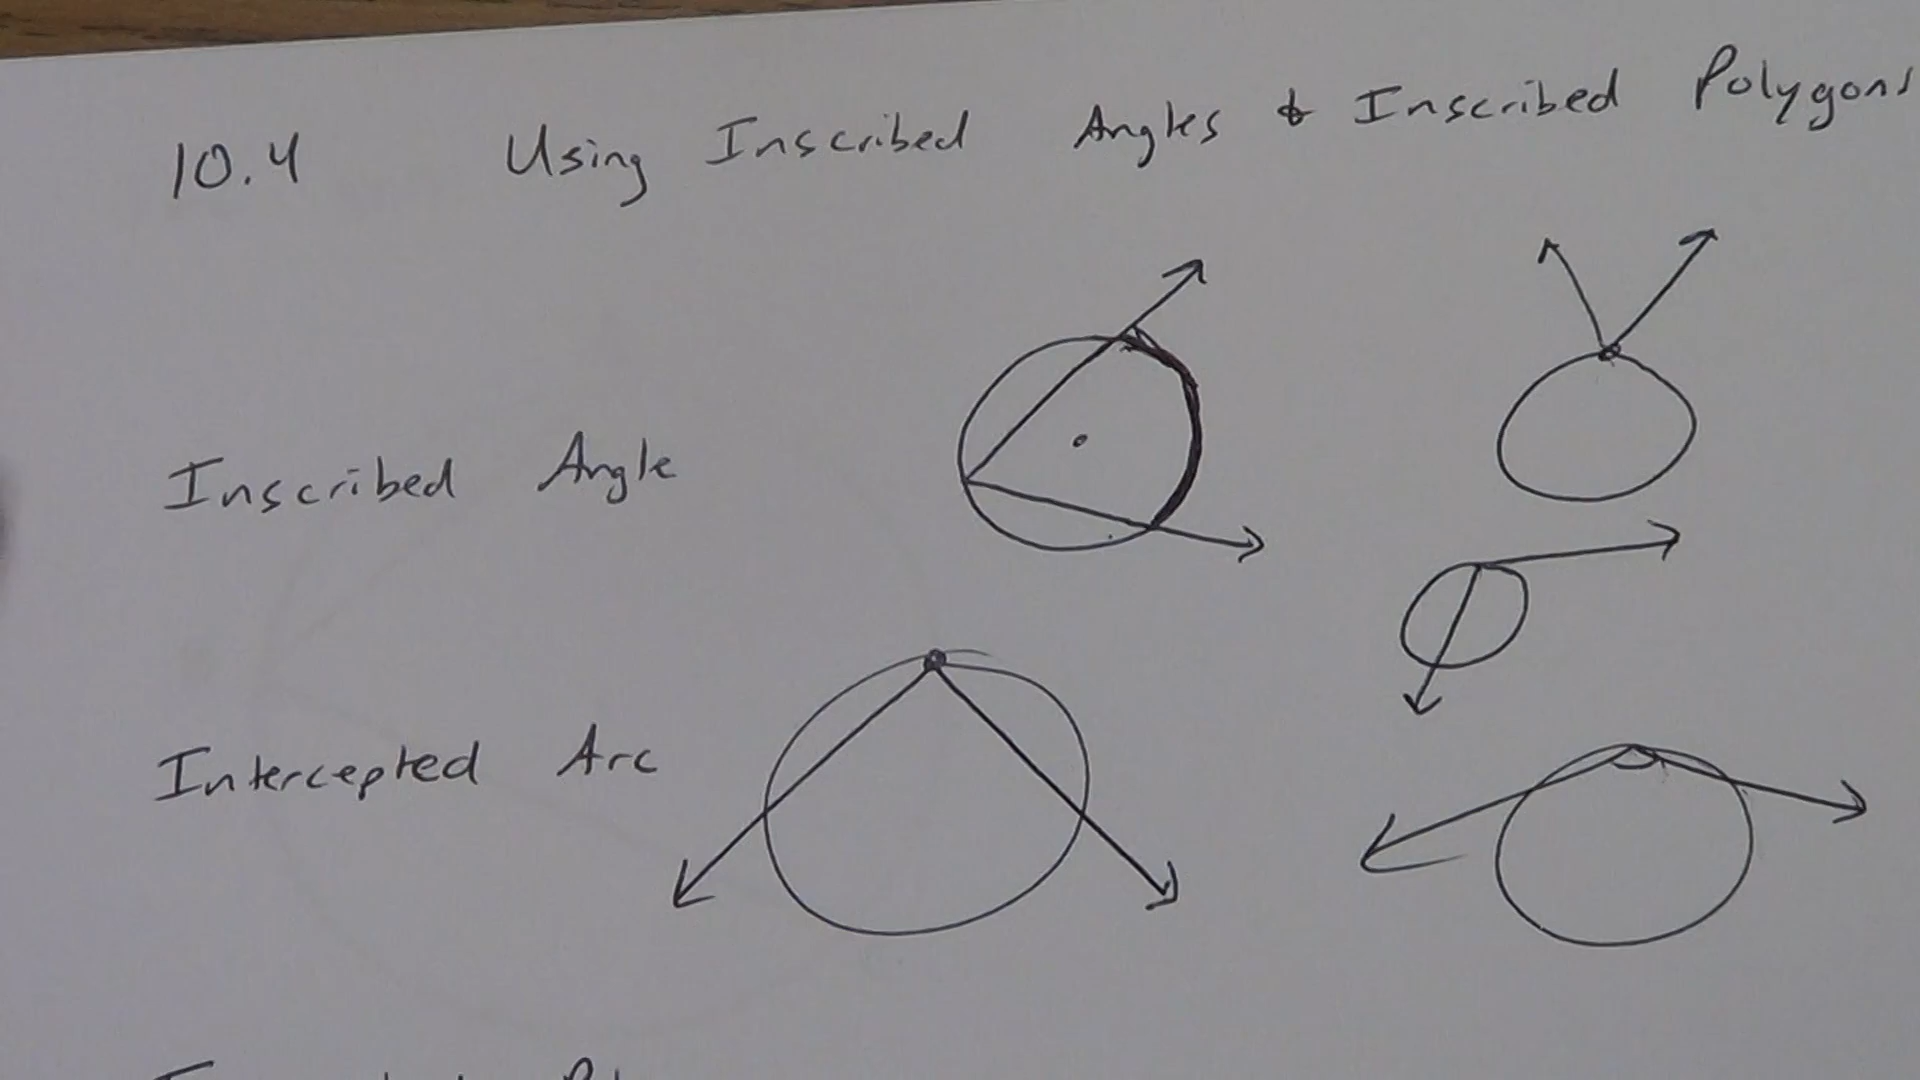 10.4 Using Inscribed Angles & Inscribed Polygons
Inscribed Angle
Intercepted Arc